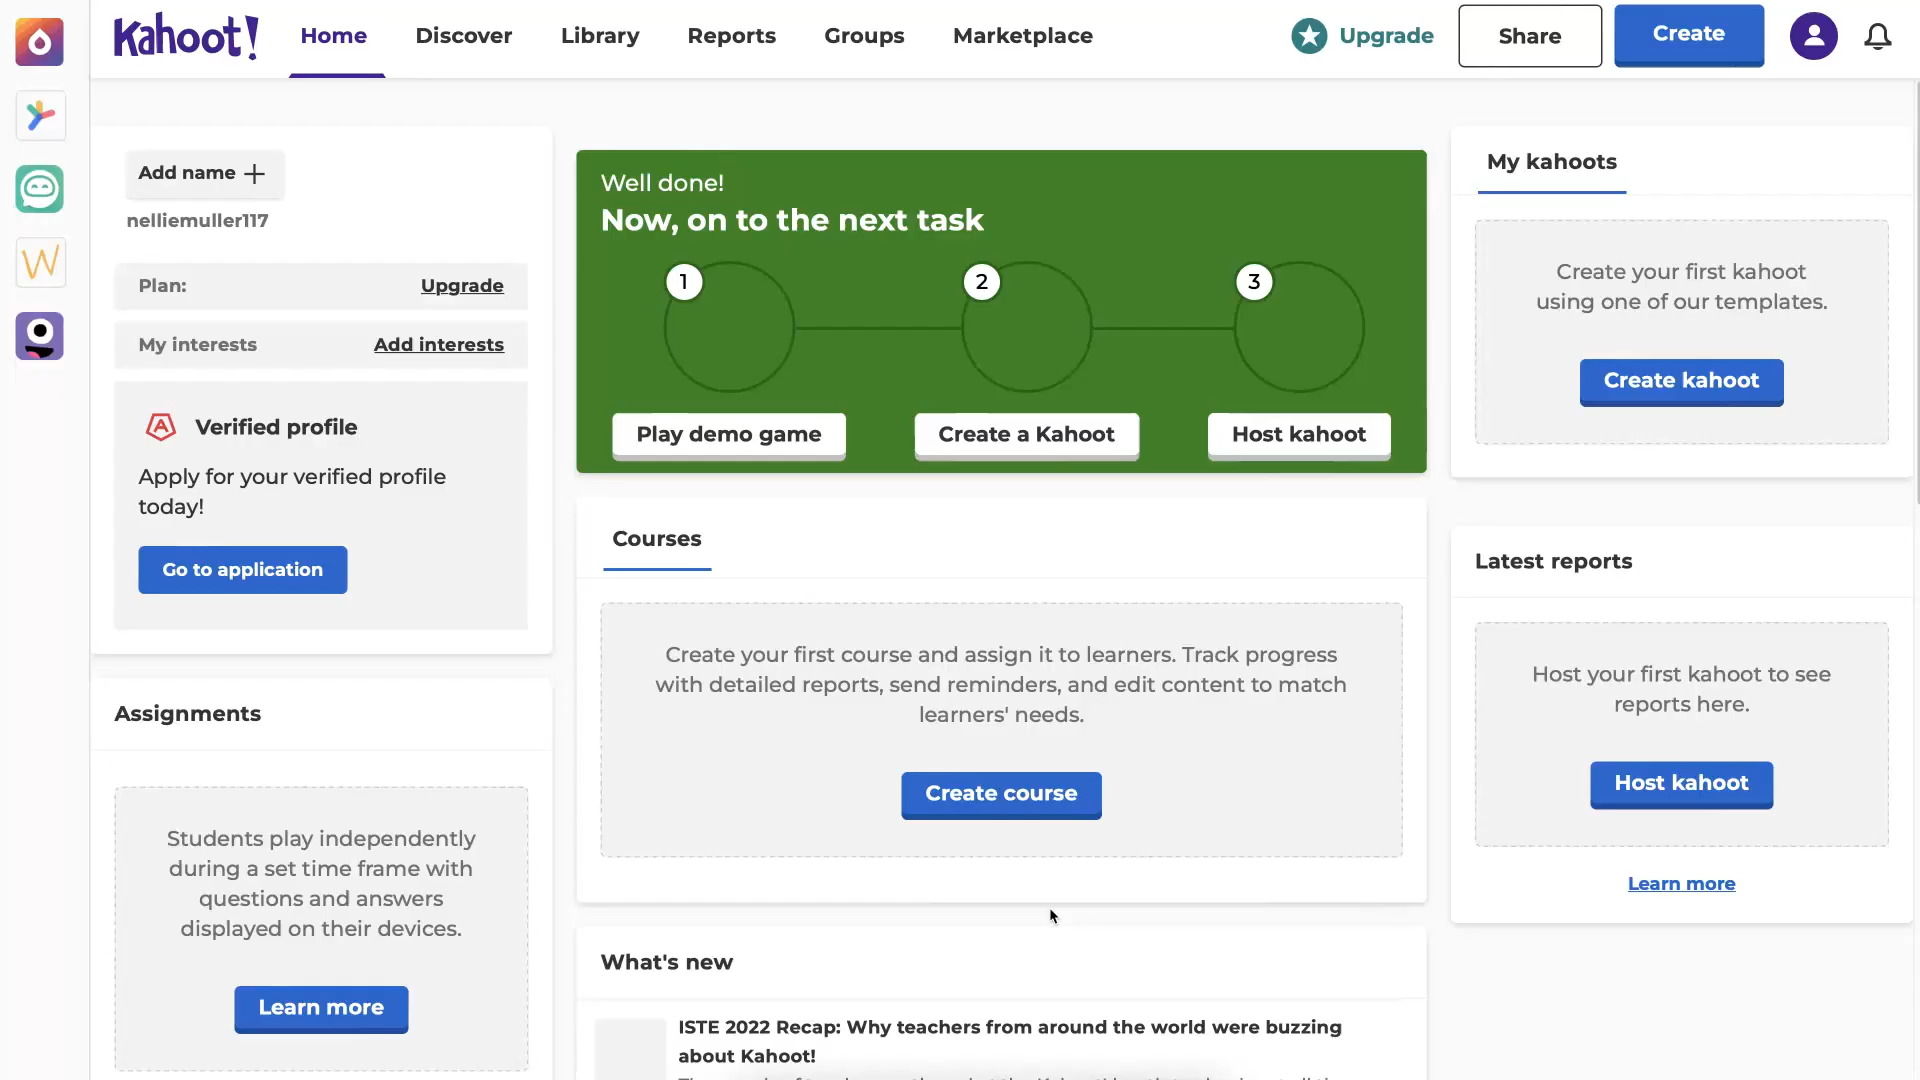 Kahoot!
Home
Discover
Library
Reports
Groups
Marketplace
Upgrade
Share
Create
Add name
nelliemuller117
Plan:
Upgrade
My interests
Add interests
Verified profile
Apply for your verified profile
today!
Go to application
Assignments
Students play independently
during a set time frame with
questions and answers
displayed on their devices.
Learn more
Well done!
Now, on to the next task
1
2
3
Play demo game
Create a Kahoot
Host kahoot
Courses
Create your first course and assign it to learners. Track progress
with detailed reports, send reminders, and edit content to match
learners' needs.
Create course
What's new
ISTE 2022 Recap: Why teachers from around the world were buzzing
about Kahoot!
My kahoots
Create your first kahoot
using one of our templates.
Create kahoot
Latest reports
Host your first kahoot to see
reports here.
Host kahoot
Learn more